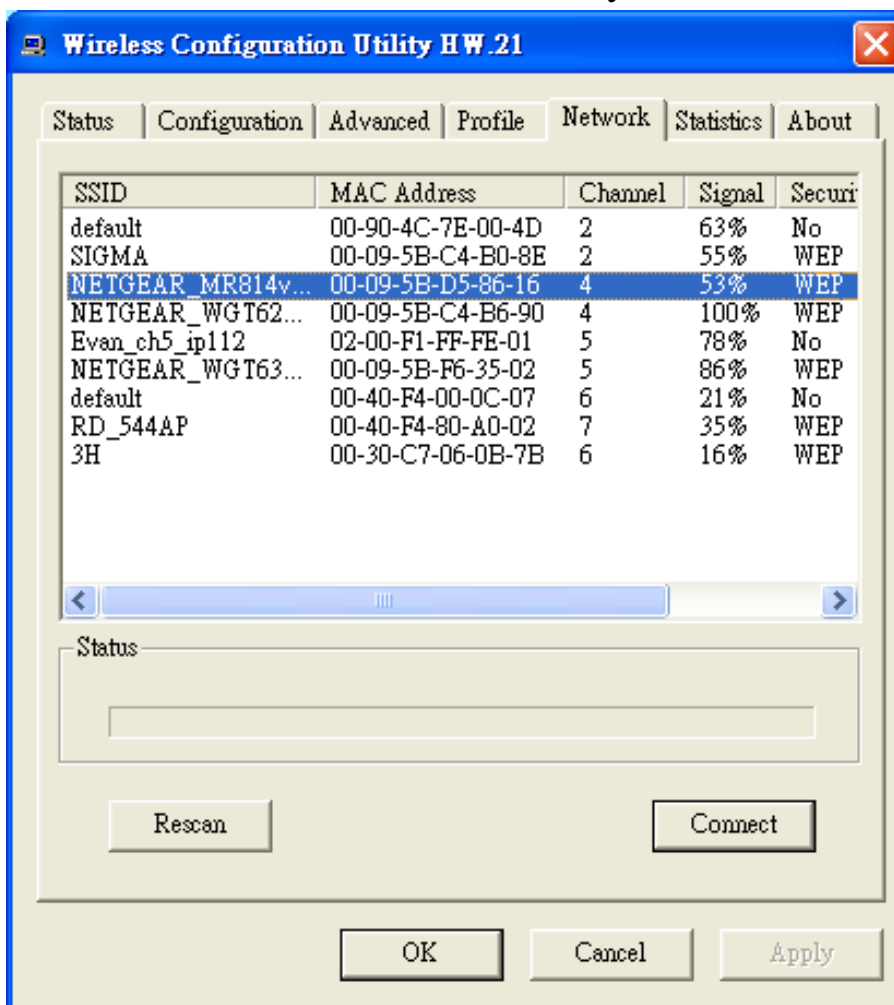 Wireless Configuration Utility HW.21
Status Configuration Advanced Profile Network Statistics About
SSID MAC Address Channel Signal Securi
default 00-90-4C-7E-00-4D 2 63% No
SIGMA 00-09-5B-C4-B0-8E 2 55% WEP
NETGEAR_MR814v... 00-09-5B-D5-86-16 4 53% WEP
NETGEAR_WGT62... 00-09-5B-C4-B6-90 4 100% WEP
Evan_ch5_ip112 02-00-F1-FF-FE-01 5 78% No
NETGEAR_WGT63... 00-09-5B-F6-35-02 5 86% WEP
default 00-40-F4-00-0C-07 6 21% No
RD_544AP 00-40-F4-80-A0-02 7 35% WEP
3H 00-30-C7-06-0B-7B 6 16% WEP
Status
Rescan Connect
OK Cancel Apply